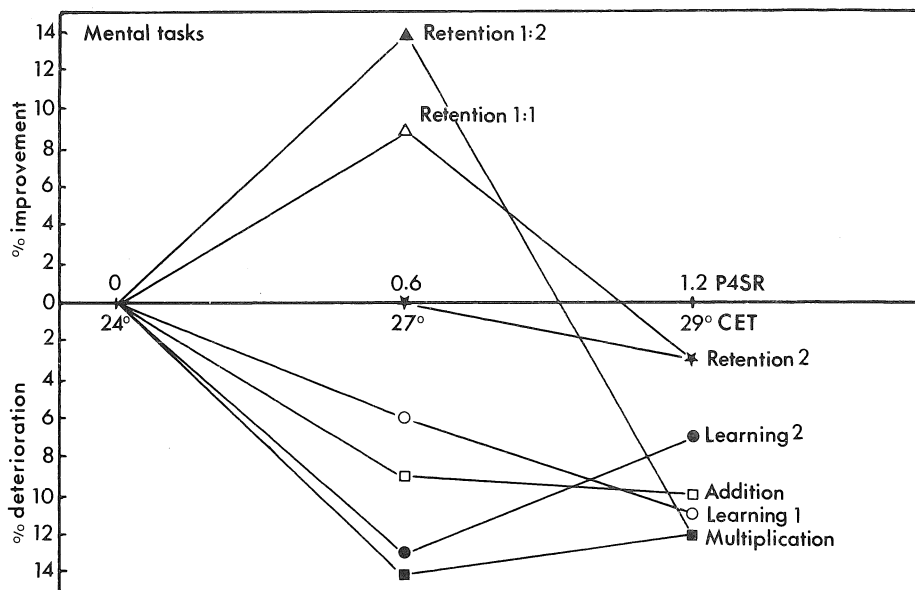 14
Mental tasks
Retention 1:2
12
10
Retention 1:1
8
6
4
2
% improvement
0
0.6
1.2 P4SR
0
24°
27°
29° CET
2
Retention 2
4
6
8
Learning 2
10
Addition
Learning 1
12
Multiplication
14
% deterioration